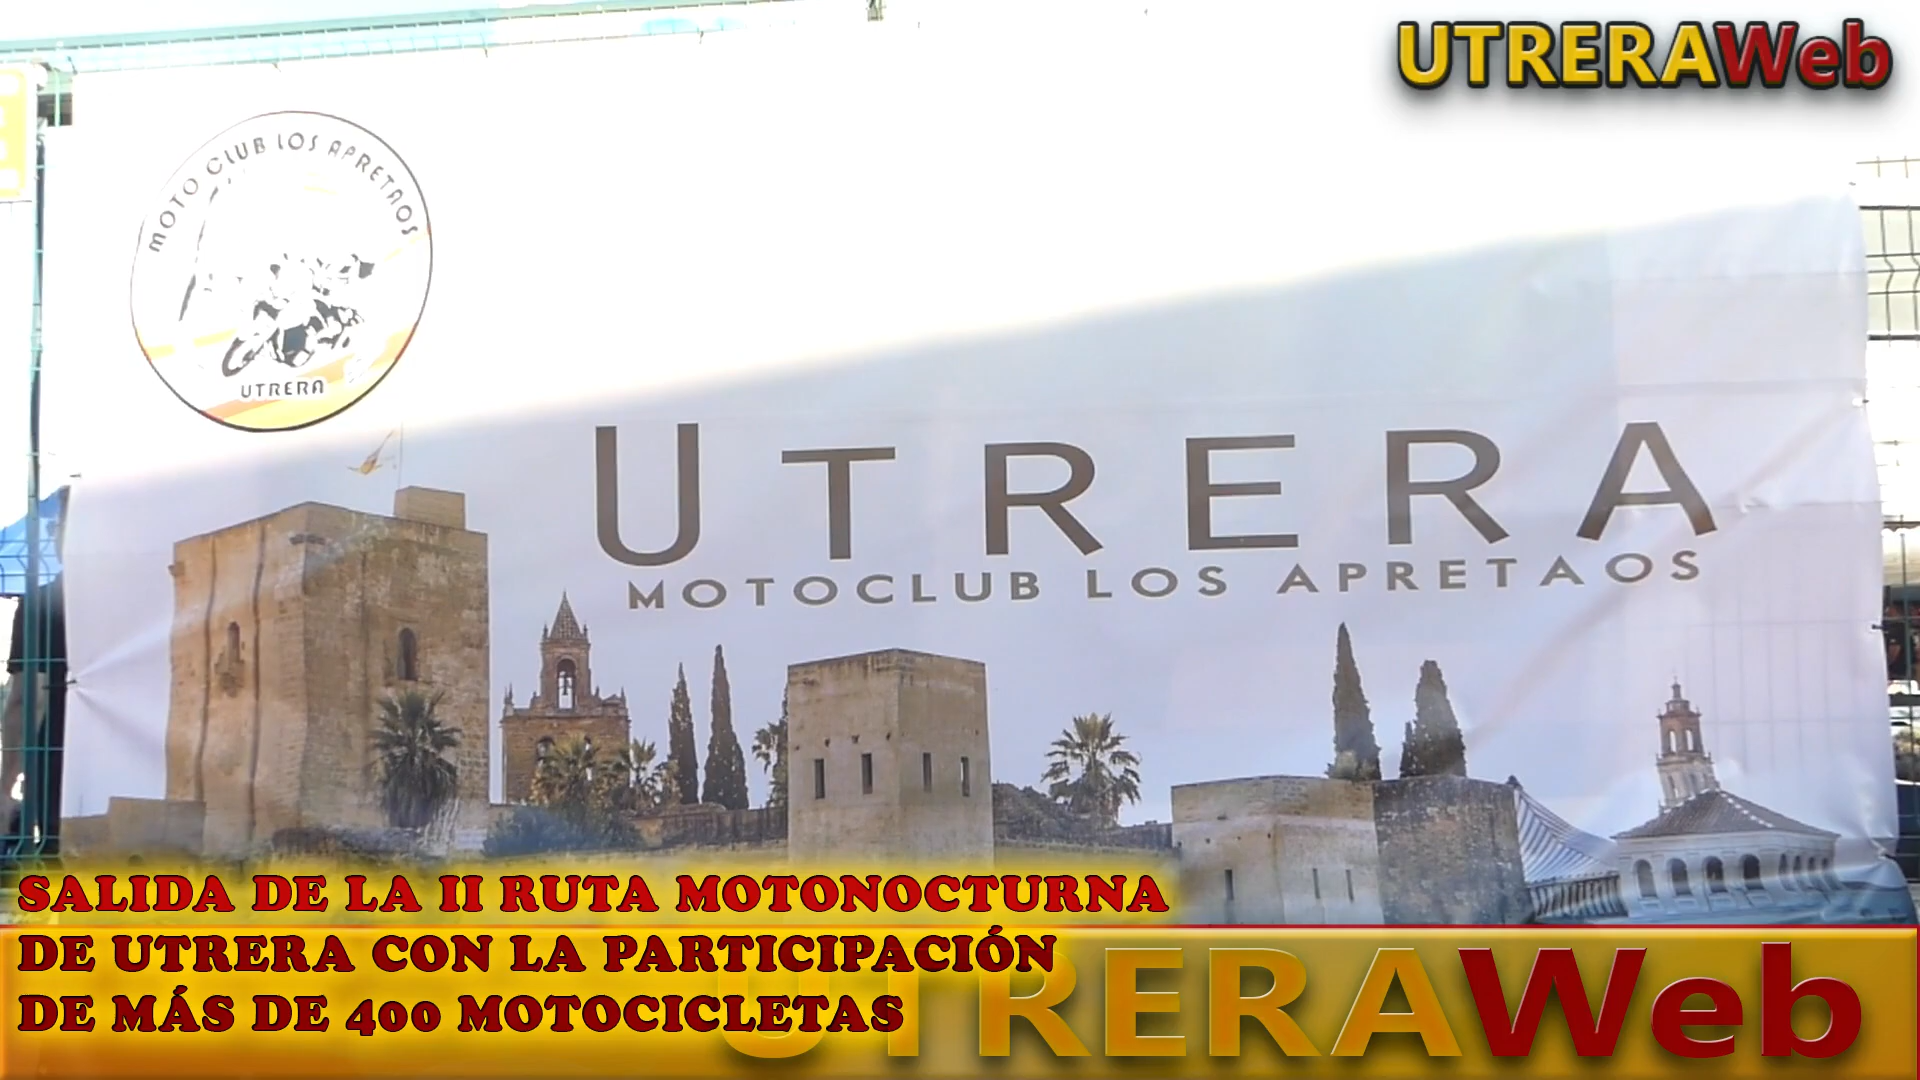 UTRERAWeb
MOTO CLUB LOS APRETAOS
UTRERA
UTRERA
MOTOCLUB LOS APRETAOS
SALIDA DE LA II RUTA MOTONOCTURNA
DE UTRERA CON LA PARTICIPACIÓN
DE MÁS DE 400 MOTOCICLETAS
UTRERAWeb